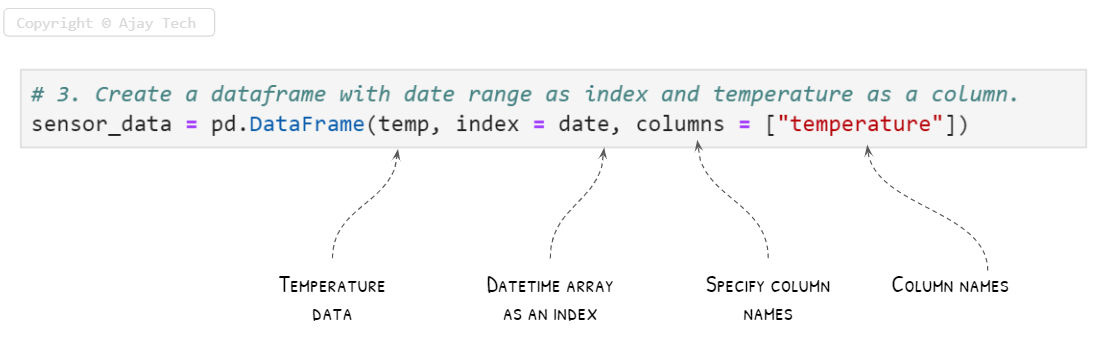 Copyright © Ajay Tech
# 3. Create a dataframe with date range as index and temperature as a column.
sensor_data = pd.DataFrame(temp, index = date, columns = ["temperature"])
Temperature
data
Datetime array
as an index
Specify column
names
Column names